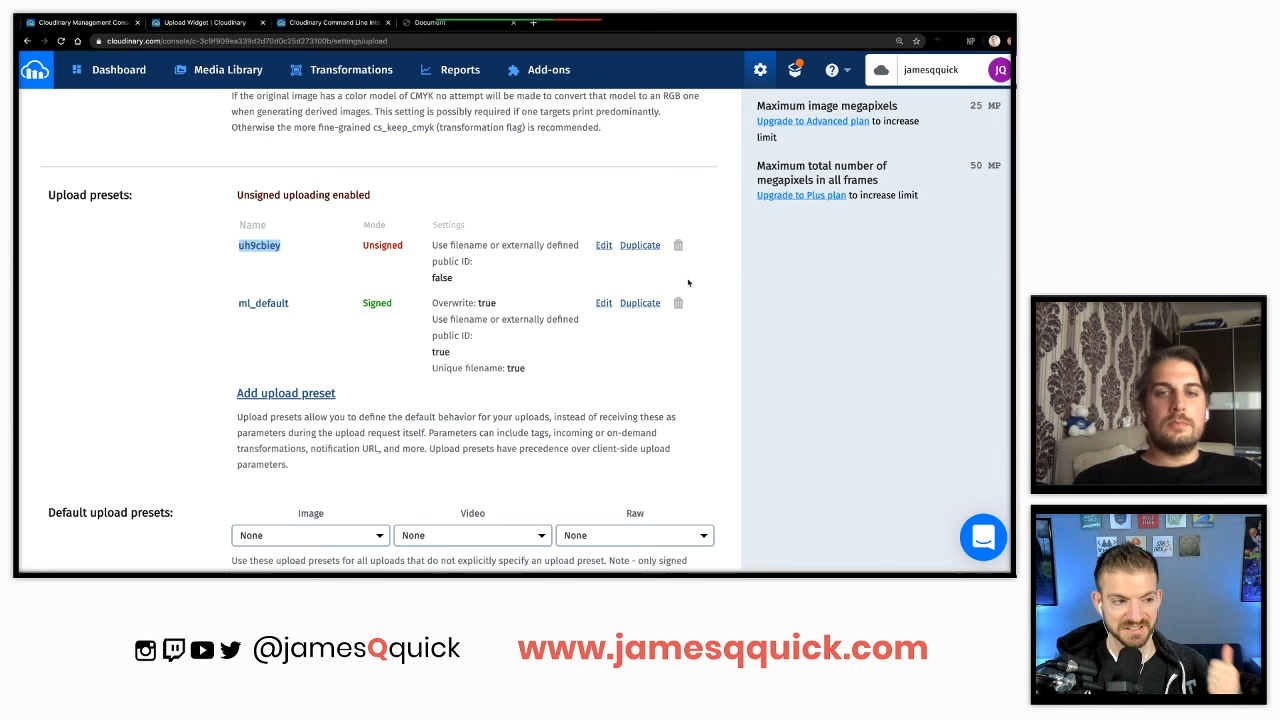 Cloudinary Management Cons
Upload Widget | Cloudinary
Cloudinary Command Line Inte
Document
cloudinary.com/console/c-3c9f909ea339d2d70d0c25d273100b/settings/upload
NP
Dashboard
Media Library
Transformations
Reports
Add-ons
jamesqquick
JQ
If the original image has a color model of CMYK no attempt will be made to convert that model to an RGB one
when generating derived images. This setting is possibly required if one targets print predominantly.
Otherwise the more fine-grained cs_keep_cmyk (transformation flag) is recommended.
Maximum image megapixels 25 MP
Upgrade to Advanced plan to increase
limit
Maximum total number of 50 MP
megapixels in all frames
Upgrade to Plus plan to increase limit
Upload presets:
Unsigned uploading enabled
Name Mode Settings
uh9cbiey Unsigned Use filename or externally defined Edit Duplicate
public ID:
false
ml_default Signed Overwrite: true Edit Duplicate
Use filename or externally defined
public ID:
true
Unique filename: true
Add upload preset
Upload presets allow you to define the default behavior for your uploads, instead of receiving these as
parameters during the upload request itself. Parameters can include tags, incoming or on-demand
transformations, notification URL, and more. Upload presets have precedence over client-side upload
parameters.
Default upload presets:
Image Video Raw
None None None
Use these upload presets for all uploads that do not explicitly specify an upload preset. Note - only signed
@jamesQquick
www.jamesqquick.com